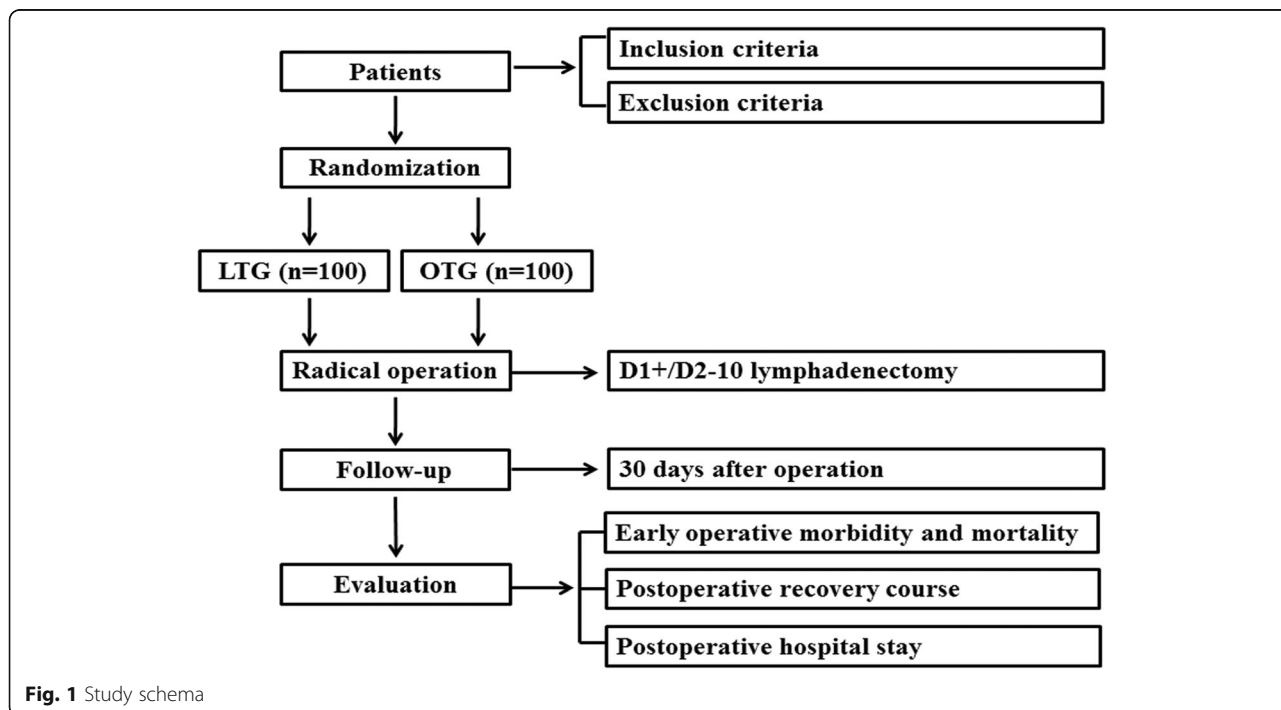 Patients
Inclusion criteria
Exclusion criteria
Randomization
LTG (n=100)
OTG (n=100)
Radical operation
D1+/D2-10 lymphadenectomy
Follow-up
30 days after operation
Evaluation
Early operative morbidity and mortality
Postoperative recovery course
Postoperative hospital stay
Fig. 1 Study schema